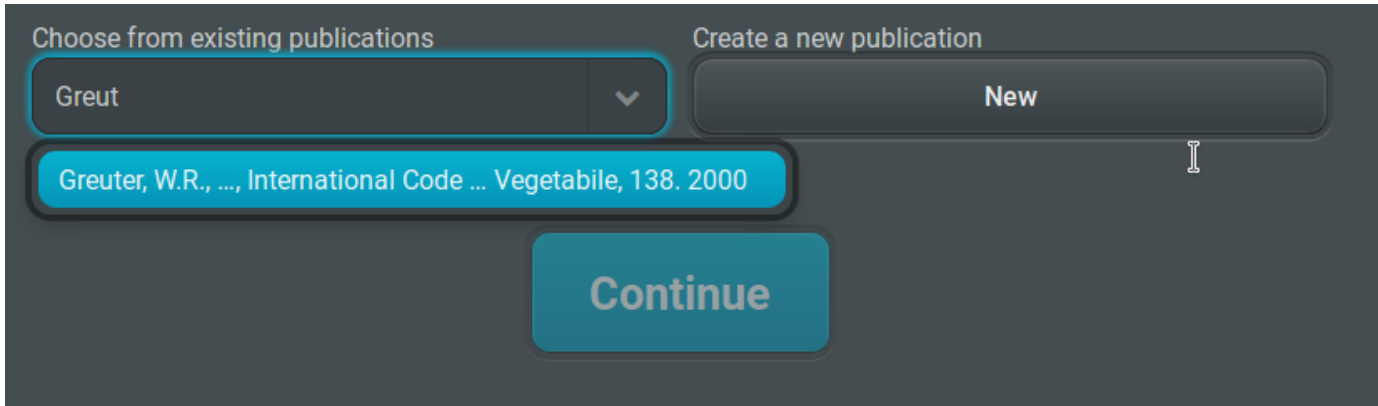 Choose from existing publications
Create a new publication
Greut
New
Greuter, W.R., ..., International Code ... Vegetabile, 138. 2000
Continue